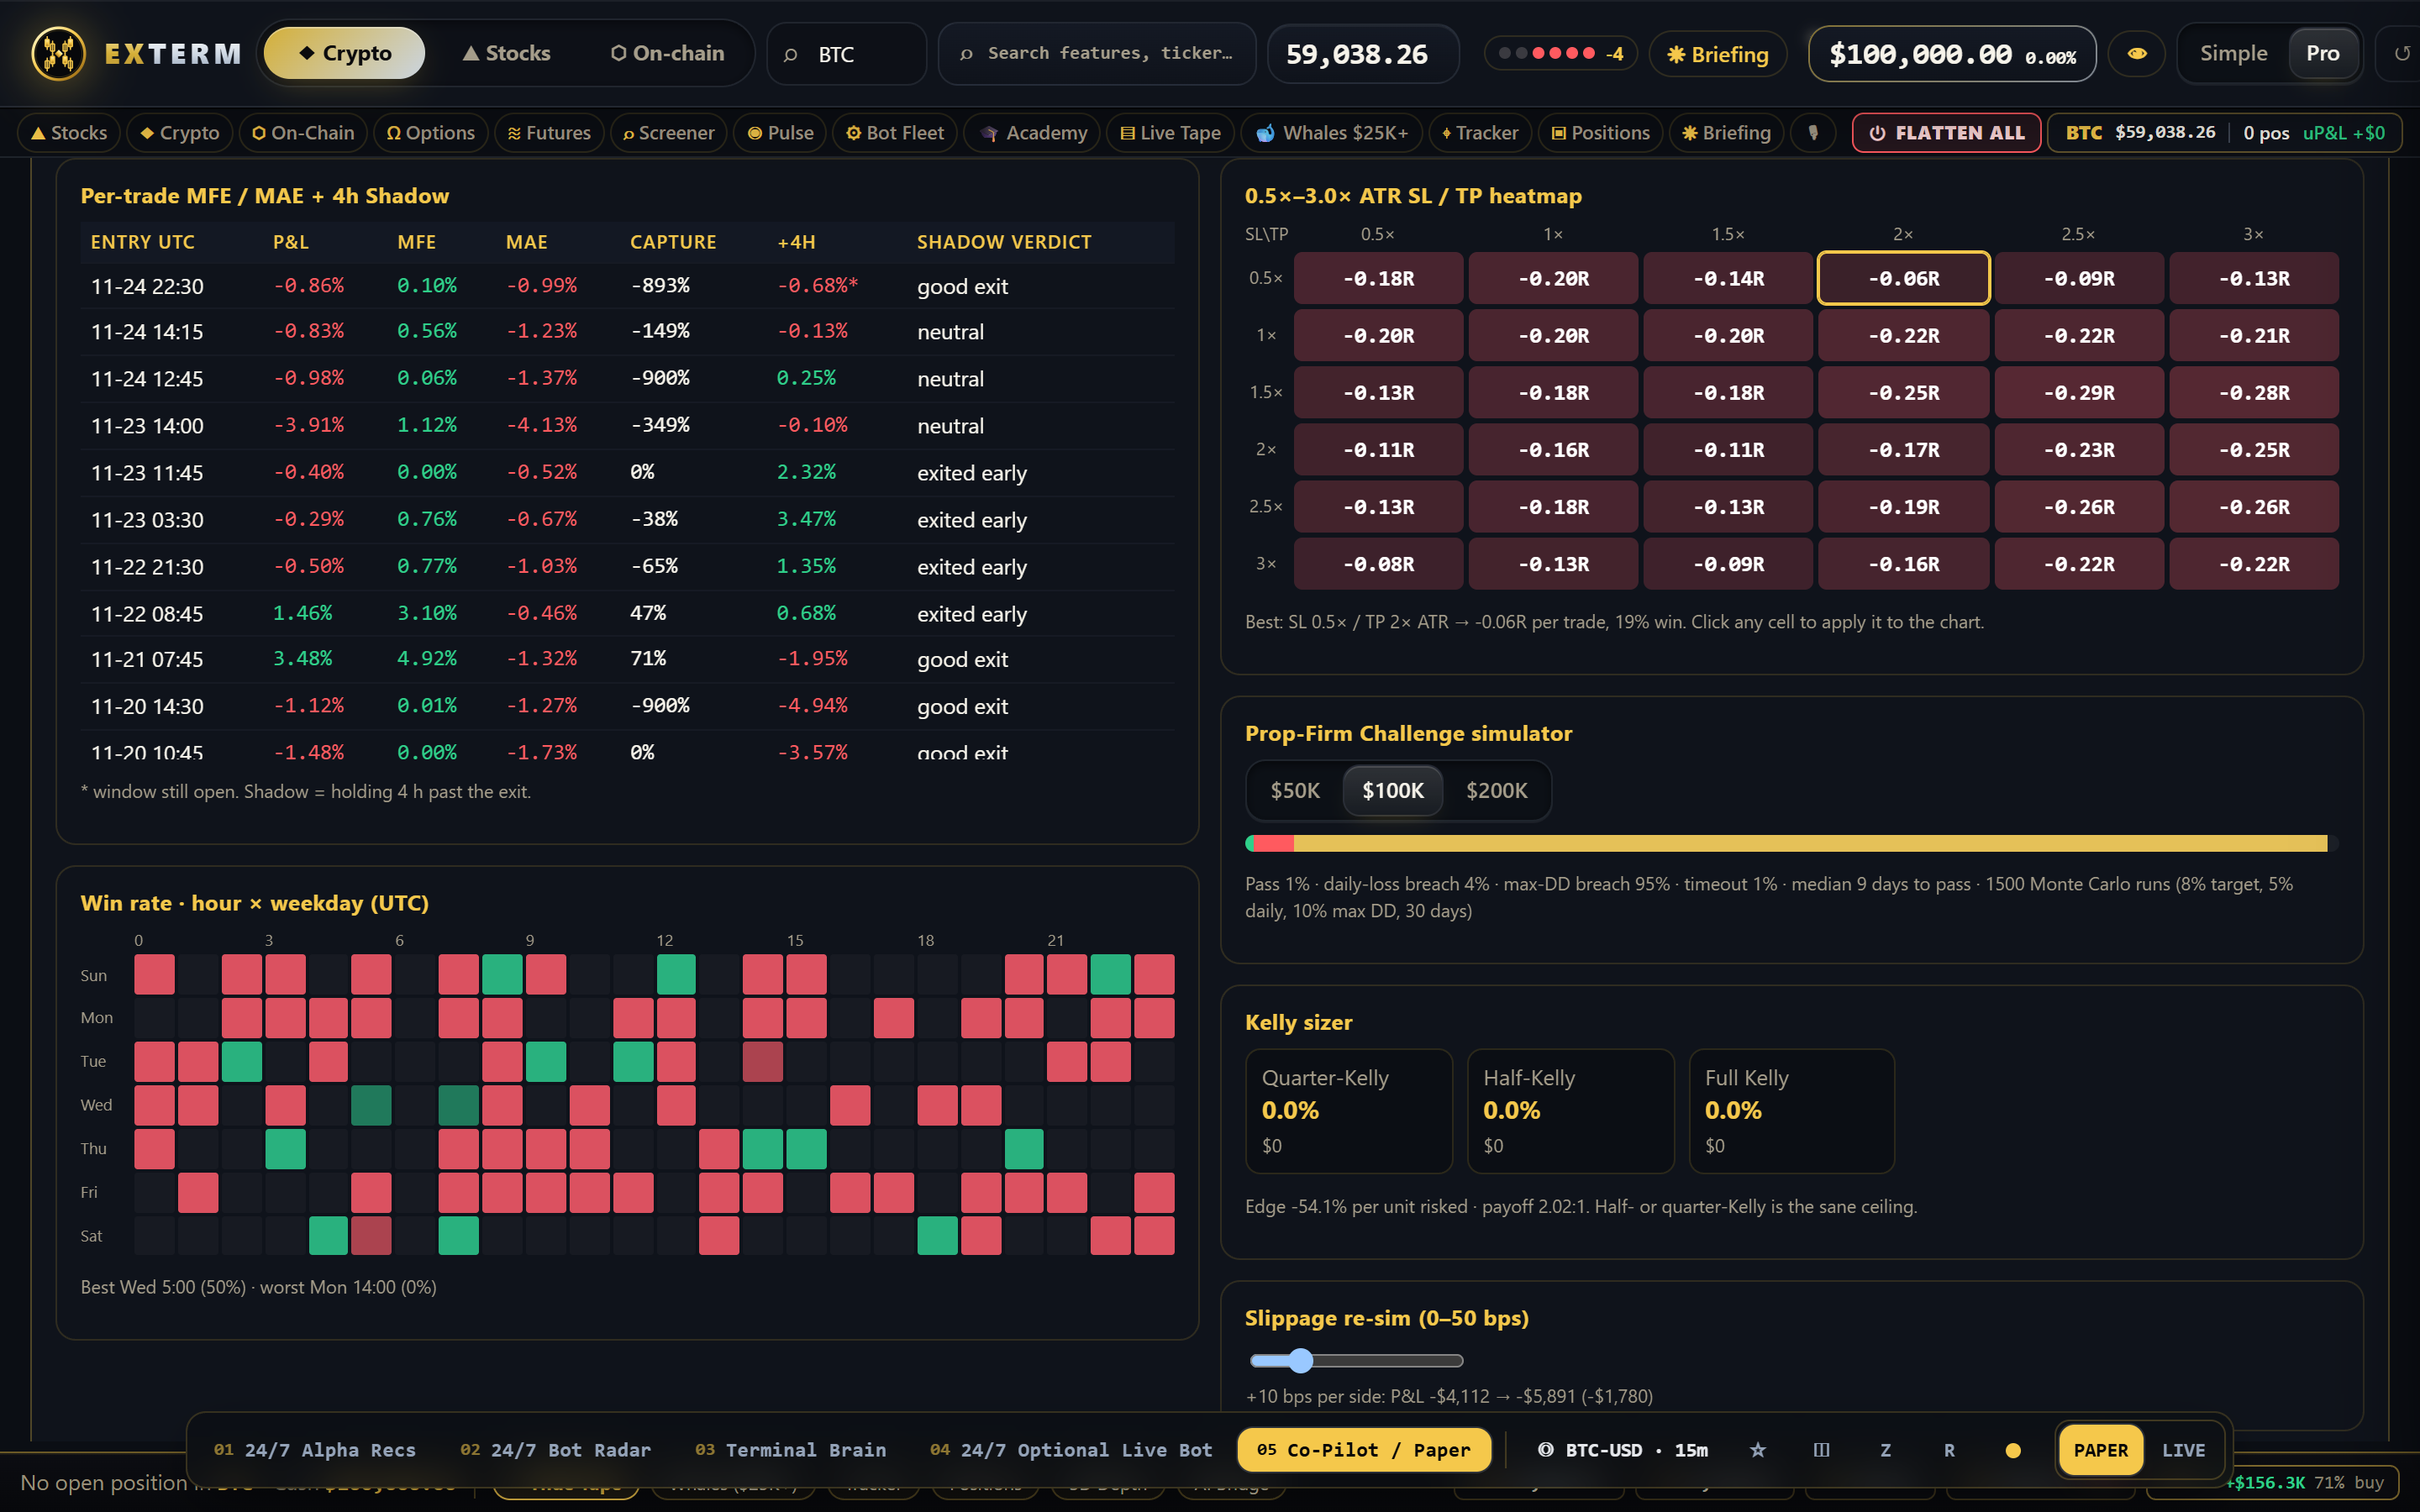 EXTERM
Crypto
Stocks
On-chain
BTC
Search features, ticker…
59,038.26
-4
Briefing
$100,000.00 0.00%
Simple
Pro
Stocks
Crypto
On-Chain
Options
Futures
Screener
Pulse
Bot Fleet
Academy
Live Tape
Whales $25K+
Tracker
Positions
Briefing
FLATTEN ALL
BTC $59,038.26 0 pos uP&L +$0
Per-trade MFE / MAE + 4h Shadow
ENTRY UTC P&L MFE MAE CAPTURE +4H SHADOW VERDICT
11-24 22:30 -0.86% 0.10% -0.99% -893% -0.68%* good exit
11-24 14:15 -0.83% 0.56% -1.23% -149% -0.13% neutral
11-24 12:45 -0.98% 0.06% -1.37% -900% 0.25% neutral
11-23 14:00 -3.91% 1.12% -4.13% -349% -0.10% neutral
11-23 11:45 -0.40% 0.00% -0.52% 0% 2.32% exited early
11-23 03:30 -0.29% 0.76% -0.67% -38% 3.47% exited early
11-22 21:30 -0.50% 0.77% -1.03% -65% 1.35% exited early
11-22 08:45 1.46% 3.10% -0.46% 47% 0.68% exited early
11-21 07:45 3.48% 4.92% -1.32% 71% -1.95% good exit
11-20 14:30 -1.12% 0.01% -1.27% -900% -4.94% good exit
11-20 10:45 -1.48% 0.00% -1.73% 0% -3.57% good exit
* window still open. Shadow = holding 4 h past the exit.
Win rate · hour × weekday (UTC)
0 3 6 9 12 15 18 21
Sun
Mon
Tue
Wed
Thu
Fri
Sat
Best Wed 5:00 (50%) · worst Mon 14:00 (0%)
0.5×–3.0× ATR SL / TP heatmap
SL\TP 0.5× 1× 1.5× 2× 2.5× 3×
0.5× -0.18R -0.20R -0.14R -0.06R -0.09R -0.13R
1× -0.20R -0.20R -0.20R -0.22R -0.22R -0.21R
1.5× -0.13R -0.18R -0.18R -0.25R -0.29R -0.28R
2× -0.11R -0.16R -0.11R -0.17R -0.23R -0.25R
2.5× -0.13R -0.18R -0.13R -0.19R -0.26R -0.26R
3× -0.08R -0.13R -0.09R -0.16R -0.22R -0.22R
Best: SL 0.5× / TP 2× ATR → -0.06R per trade, 19% win. Click any cell to apply it to the chart.
Prop-Firm Challenge simulator
$50K $100K $200K
Pass 1% · daily-loss breach 4% · max-DD breach 95% · timeout 1% · median 9 days to pass · 1500 Monte Carlo runs (8% target, 5%
daily, 10% max DD, 30 days)
Kelly sizer
Quarter-Kelly
0.0%
$0
Half-Kelly
0.0%
$0
Full Kelly
0.0%
$0
Edge -54.1% per unit risked · payoff 2.02:1. Half- or quarter-Kelly is the sane ceiling.
Slippage re-sim (0–50 bps)
+10 bps per side: P&L -$4,112 → -$5,891 (-$1,780)
01 24/7 Alpha Recs
02 24/7 Bot Radar
03 Terminal Brain
04 24/7 Optional Live Bot
05 Co-Pilot / Paper
BTC-USD · 15m
Z
R
PAPER
LIVE
No open position
+$156.3K 71% buy